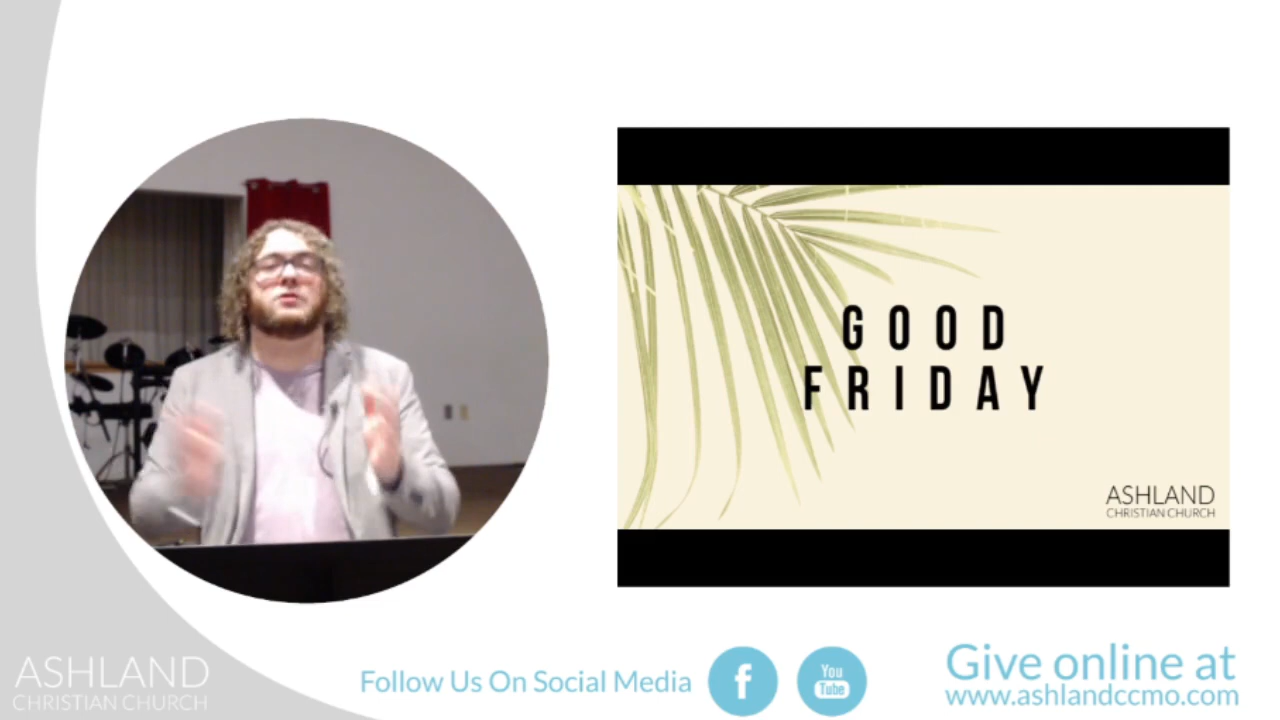 GOOD
FRIDAY
ASHLAND
CHRISTIAN CHURCH
ASHLAND
CHRISTIAN CHURCH
Follow Us On Social Media
f
You
Tube
Give online at
www.ashlandccmo.com